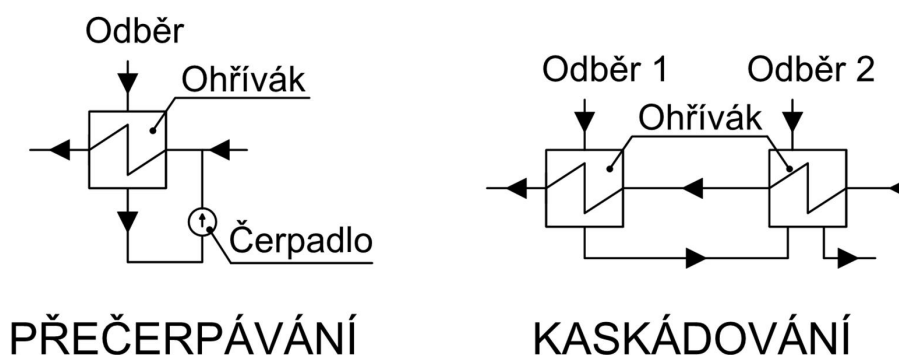 Odběr
Ohřívák
Čerpadlo
PŘEČERPÁVÁNÍ
Odběr 1
Odběr 2
Ohřívák
KASKÁDOVÁNÍ